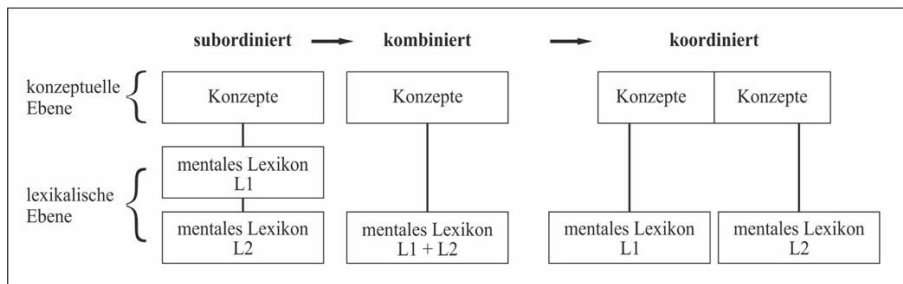 subordiniert → kombiniert → koordiniert
konzeptuelle
Ebene
Konzepte
Konzepte
Konzepte
Konzepte
lexikalische
Ebene
mentales Lexikon
L1
mentales Lexikon
L2
mentales Lexikon
L1 + L2
mentales Lexikon
L1
mentales Lexikon
L2